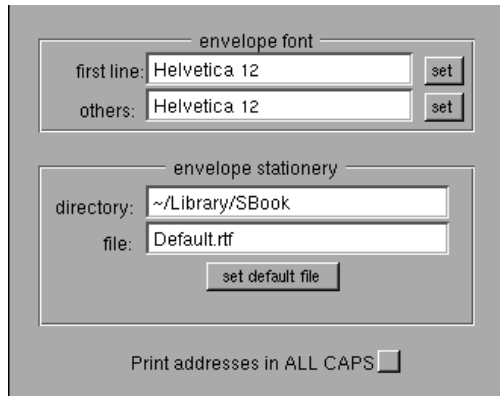 envelope font
first line: Helvetica 12 set
others: Helvetica 12 set
envelope stationery
directory: ~/Library/SBook
file: Default.rtf
set default file
Print addresses in ALL CAPS